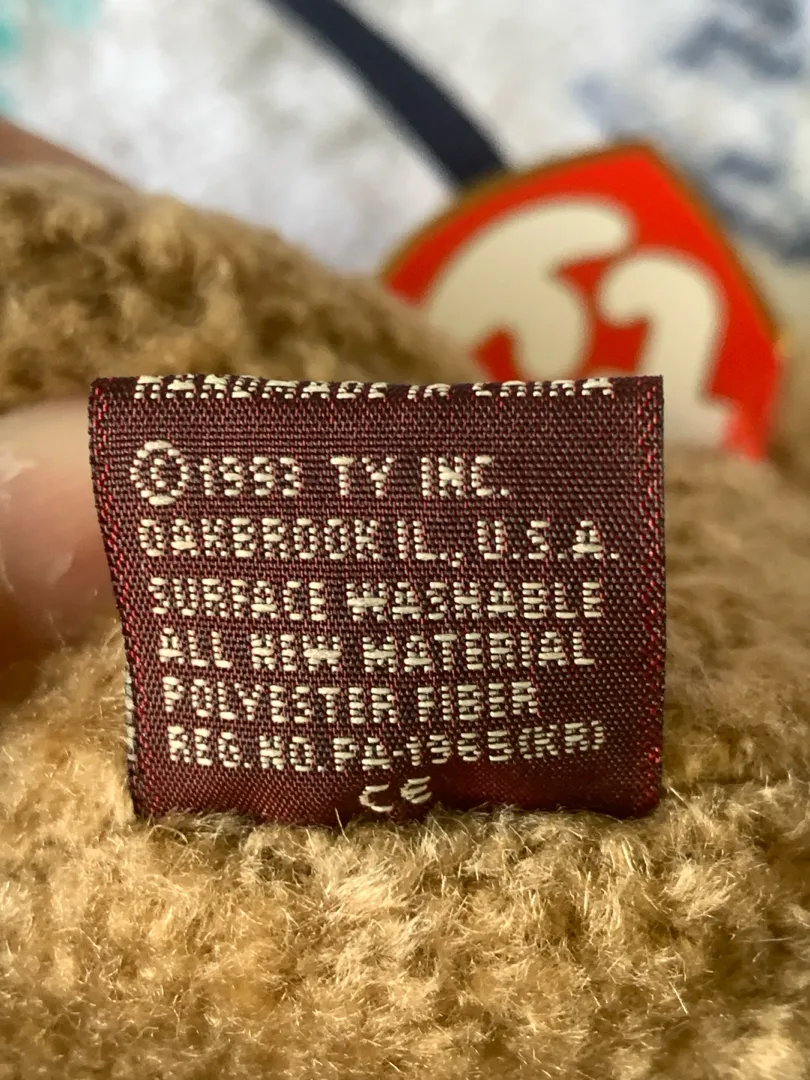 HANDMADE IN CHINA
© 1993 TY INC.
OAKBROOK IL., U.S.A.
SURFACE WASHABLE
ALL NEW MATERIAL
POLYESTER FIBER
REG. NO. PA-1965(KR)
CE
ty